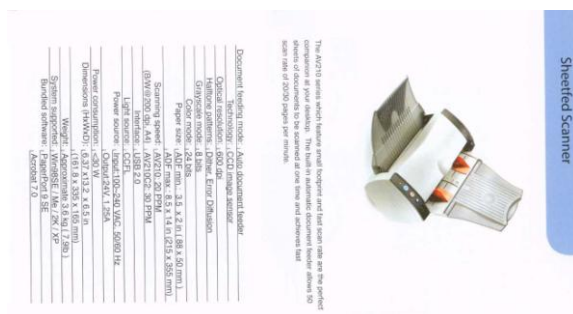 Sheetfed Scanner
The AV210 series which feature small footprint and fast scan rate are the perfect
companion at your desktop. The built-in automatic document feeder allows 50
sheets of documents to be scanned at one time and achieves fast
scan rate of 20/30 pages per minute.
Document feeding mode: Auto document feeder
Technology: CCD image sensor
Optical resolution: 600 dpi
Halftone patterns: Dither, Error Diffusion
Grayscale mode: 8 bits
Color mode: 24 bits
Paper size: ADF min.: 3.5 x 2 in ( 88 x 50 mm )
ADF max.: 8.5 x 14 in (215 x 355 mm)
Scanning speed: AV210: 20 PPM
(B/W@200 dpi, A4) AV210C2: 30 PPM
Interface: USB 2.0
Light source: CCFL
Power source: Input:100~240 VAC, 50/60 Hz
Output:24V, 1.25A
Power consumption: <30 W
Dimensions (HxWxD): 6.37 x13.2 x 6.5 in
(161.8 x 335 x 165 mm)
Weight: Approximate 3.6 kg ( 7.9lb )
System supported: Win98SE / Me / 2K / XP
Bundled software: PaperPort 9 SE
Acrobat 7.0